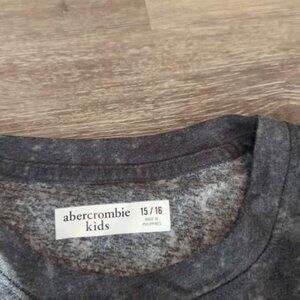 abercrombie
kids
15 / 16
MADE IN
PHILIPPINES